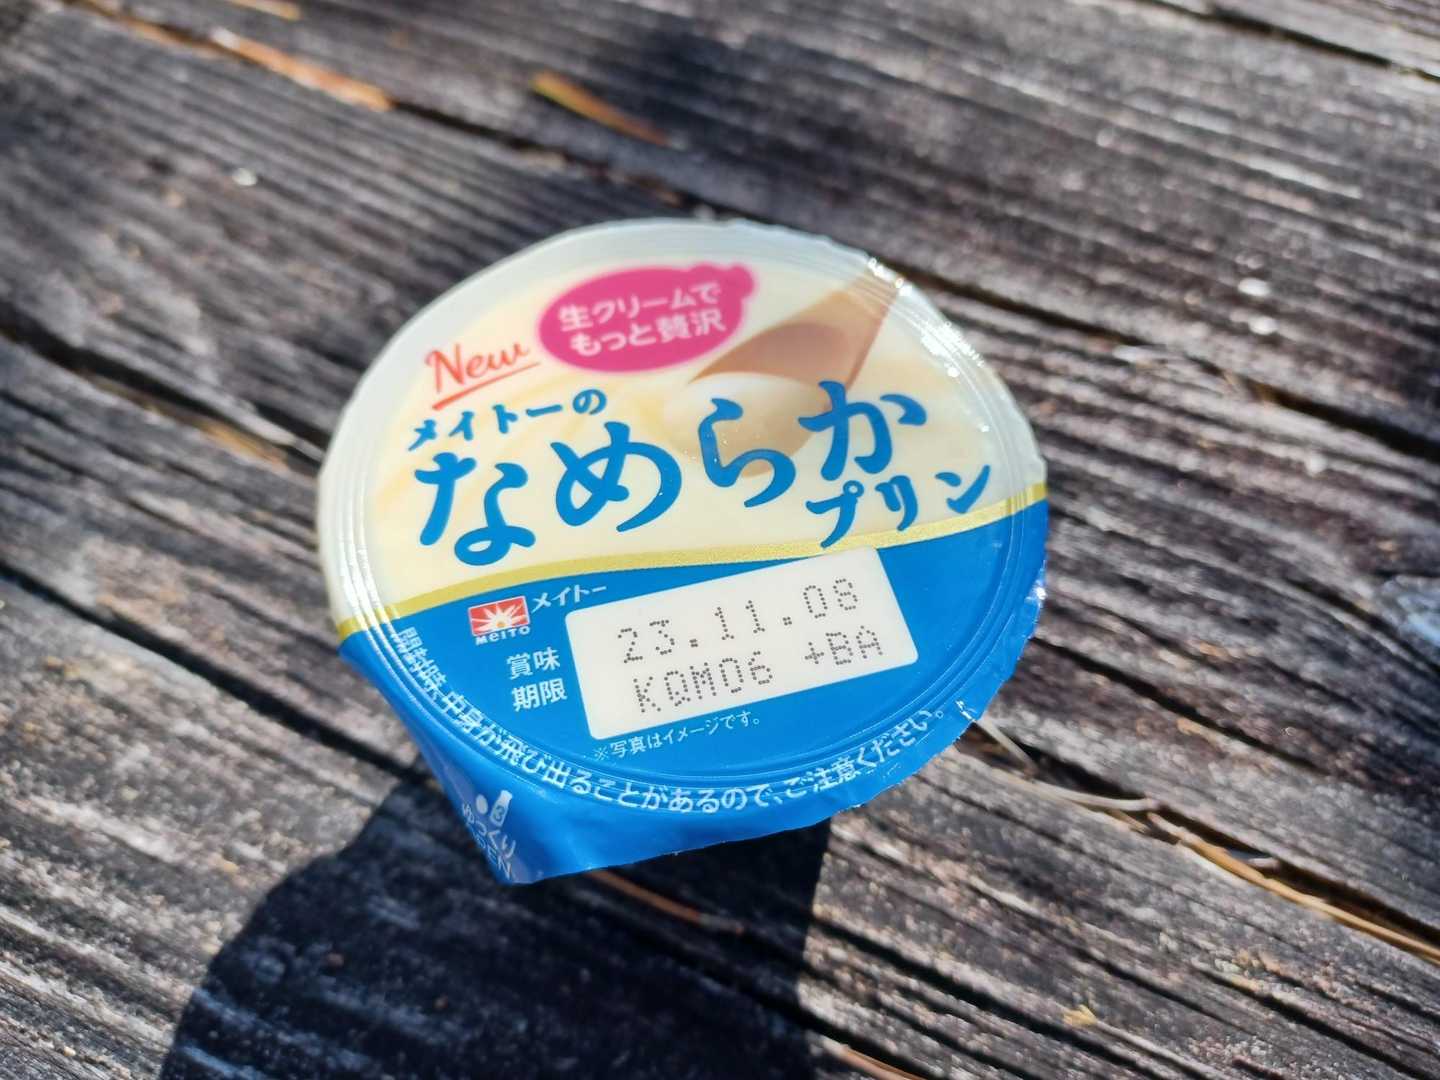 生クリームで
もっと贅沢
New
メイトーの
なめらか
プリン
メイトー
MEITO
賞味
期限
23.11.08
KQM06 +BA
※写真はイメージです。
開封時、中身が飛び出ることがあるので、ご注意ください。
ゆっくり
OPEN